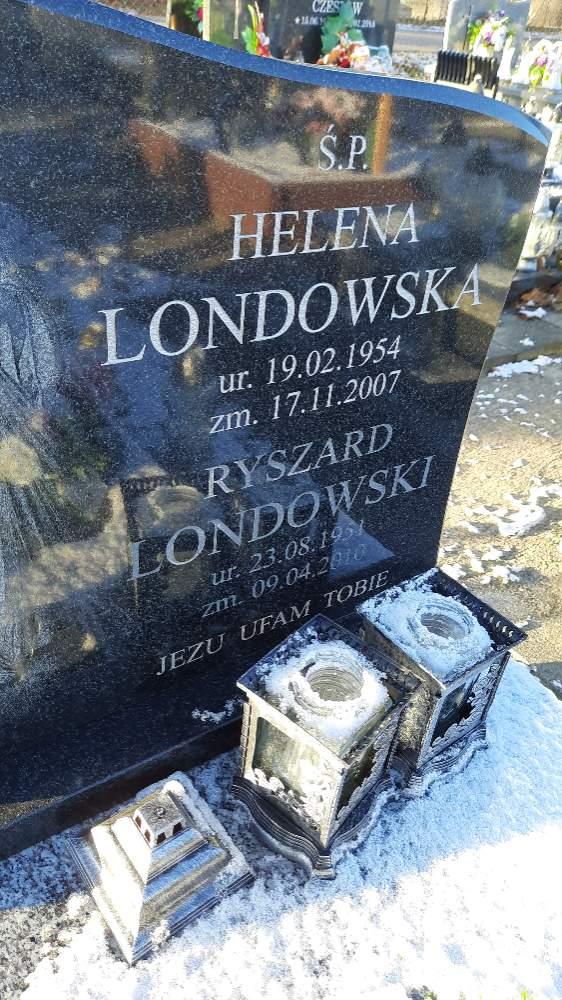 CZESŁAW
Ś.P.
HELENA
LONDOWSKA
ur. 19.02.1954
zm. 17.11.2007
RYSZARD
LONDOWSKI
ur. 23.08.1951
zm. 09.04.2010
JEZU UFAM TOBIE